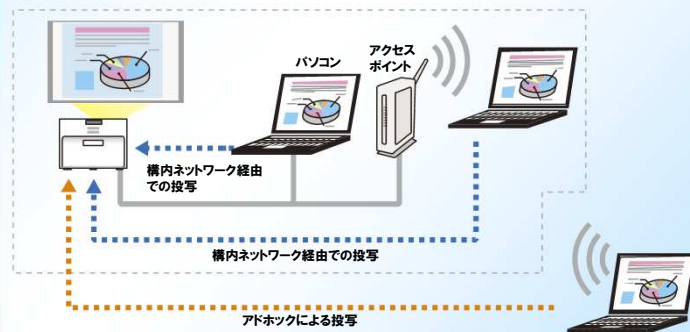 パソコン
アクセス
ポイント
構内ネットワーク経由
での投写
構内ネットワーク経由での投写
アドホックによる投写